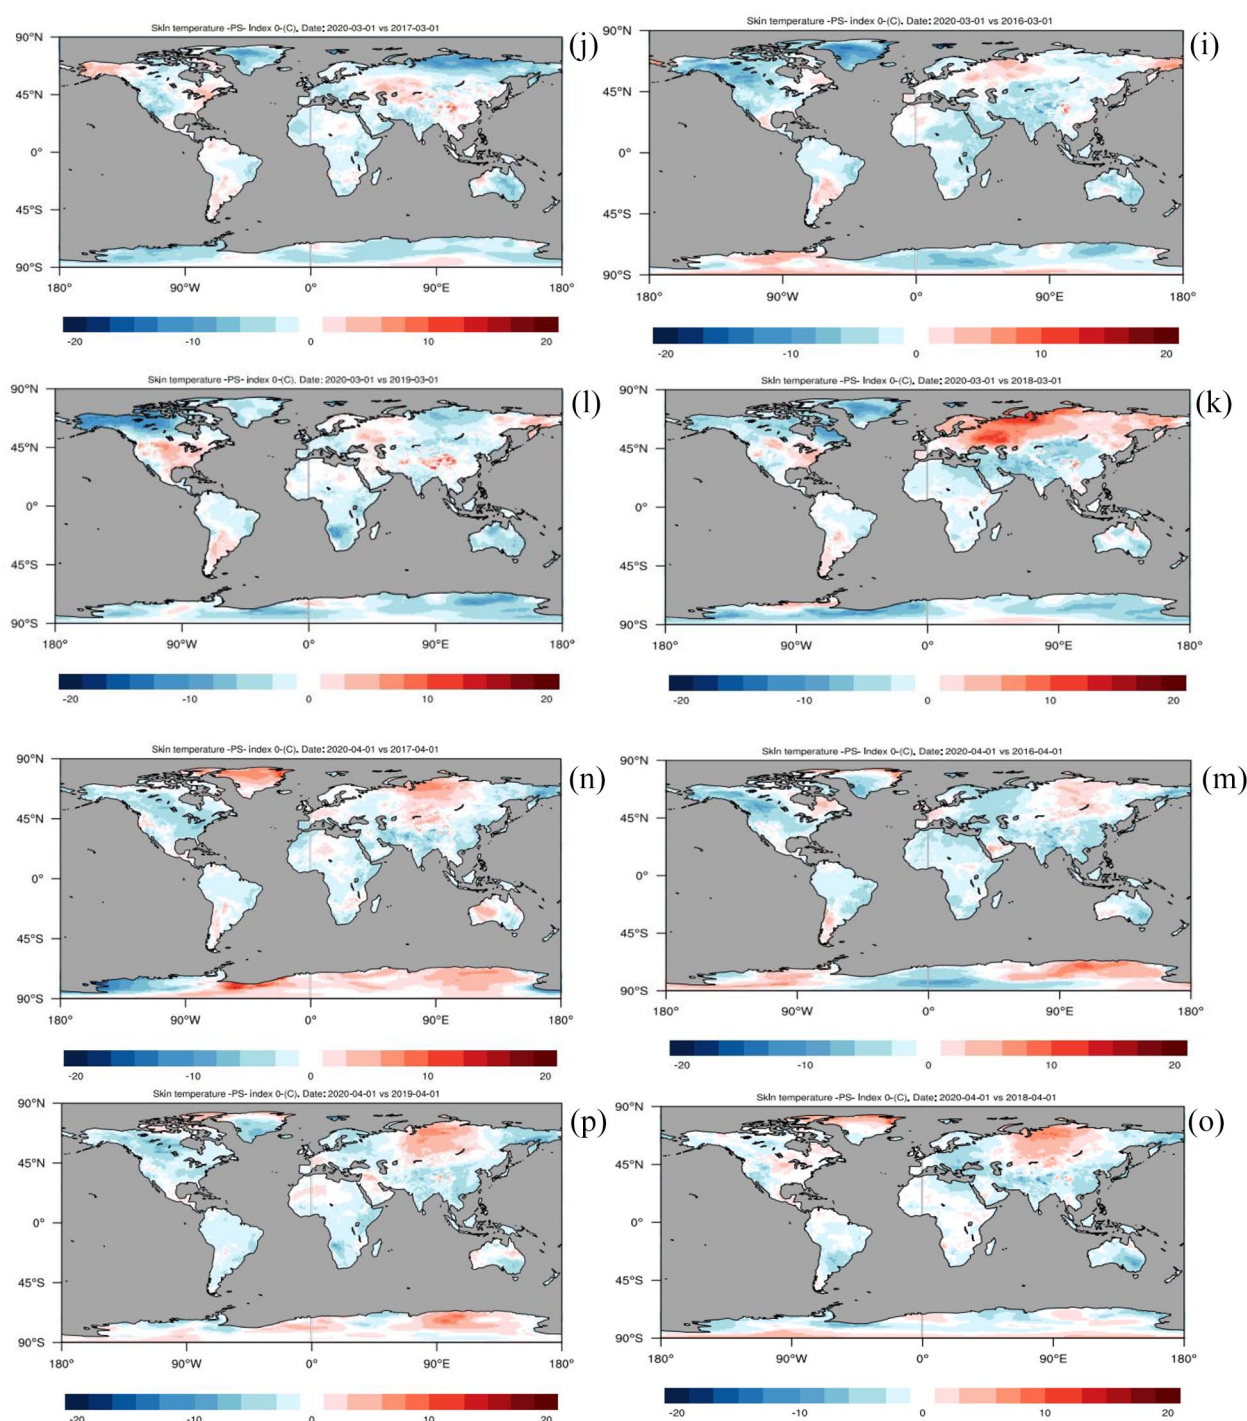 Skin temperature -PS- index 0-(C). Date: 2020-03-01 vs 2017-03-01
(j)
90°N
45°N
0°
45°S
90°S
180° 90°W 0° 90°E 180°
-20 -10 0 10 20
Skin temperature -PS- index 0-(C). Date: 2020-03-01 vs 2016-03-01
(i)
90°N
45°N
0°
45°S
90°S
180° 90°W 0° 90°E 180°
-20 -10 0 10 20
Skin temperature -PS- index 0-(C). Date: 2020-03-01 vs 2019-03-01
(l)
90°N
45°N
0°
45°S
90°S
180° 90°W 0° 90°E 180°
-20 -10 0 10 20
Skin temperature -PS- Index 0-(C). Date: 2020-03-01 vs 2018-03-01
(k)
90°N
45°N
0°
45°S
90°S
180° 90°W 0° 90°E 180°
-20 -10 0 10 20
Skin temperature -PS- index 0-(C). Date: 2020-04-01 vs 2017-04-01
(n)
90°N
45°N
0°
45°S
90°S
180° 90°W 0° 90°E 180°
-20 -10 0 10 20
Skin temperature -PS- index 0-(C). Date: 2020-04-01 vs 2016-04-01
(m)
90°N
45°N
0°
45°S
90°S
180° 90°W 0° 90°E 180°
-20 -10 0 10 20
Skin temperature -PS- index 0-(C). Date: 2020-04-01 vs 2019-04-01
(p)
90°N
45°N
0°
45°S
90°S
180° 90°W 0° 90°E 180°
-20 -10 0 10 20
Skin temperature -PS- Index 0-(C). Date: 2020-04-01 vs 2018-04-01
(o)
90°N
45°N
0°
45°S
90°S
180° 90°W 0° 90°E 180°
-20 -10 0 10 20